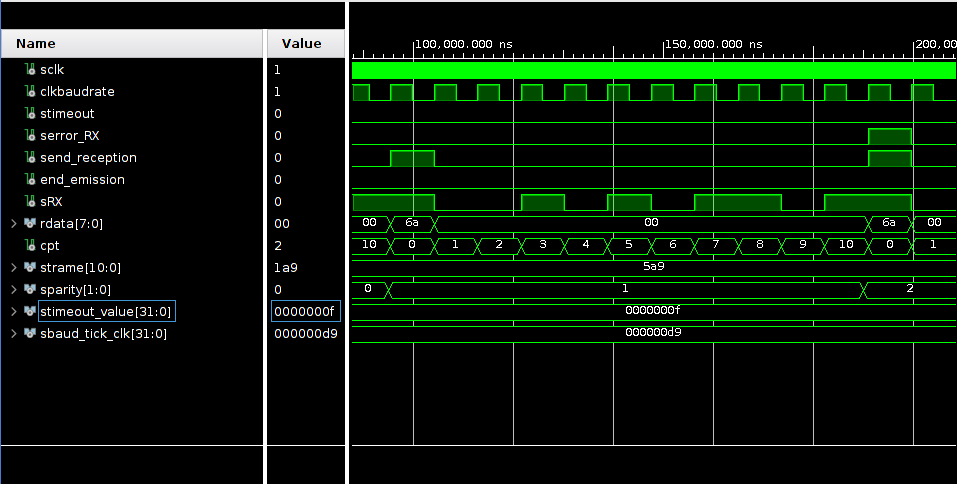 Name Value 100,000.000 ns 150,000.000 ns 200,00
sclk 1
clkbaudrate 1
stimeout 0
serror_RX 0
send_reception 0
end_emission 0
sRX 0
rdata[7:0] 00 00 6a 00 6a 00
cpt 2 10 0 1 2 3 4 5 6 7 8 9 10 0 1
strame[10:0] 1a9 5a9
sparity[1:0] 0 0 1 2
stimeout_value[31:0] 0000000f 0000000f
sbaud_tick_clk[31:0] 000000d9 000000d9